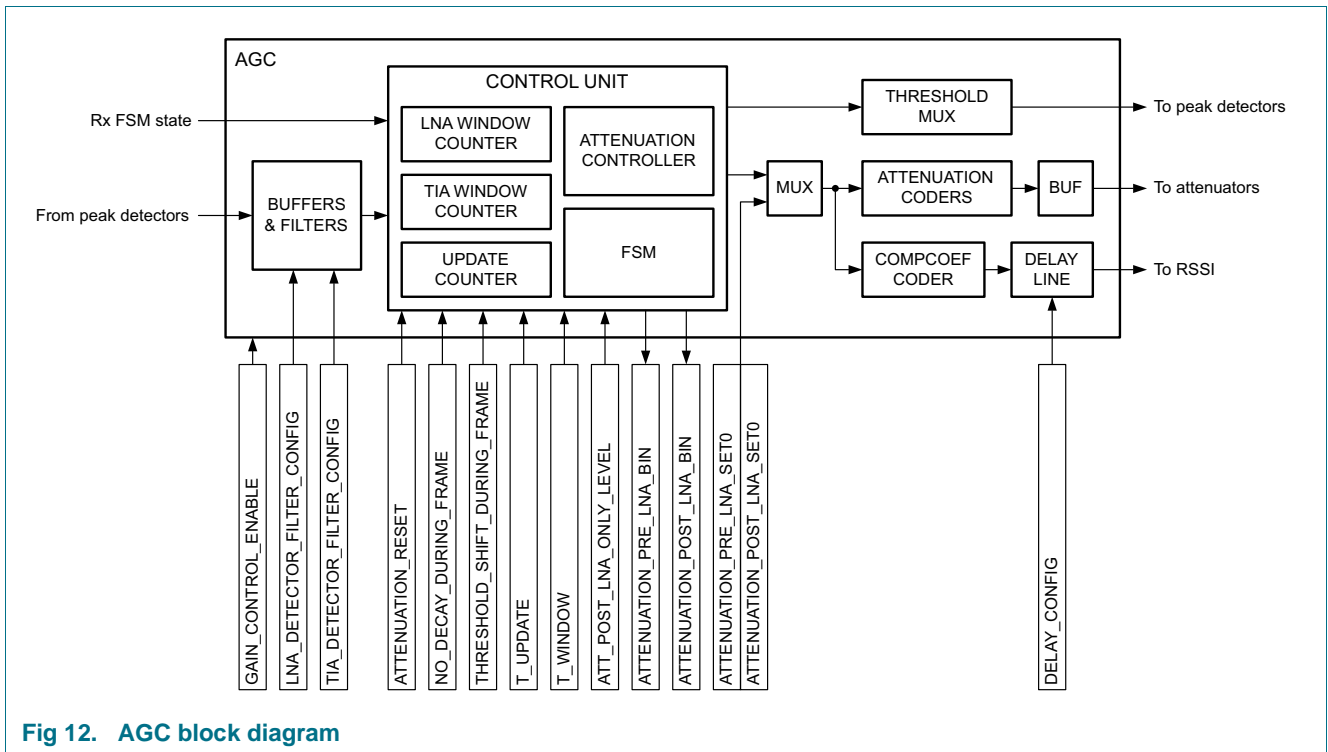 AGC
CONTROL UNIT
Rx FSM state
From peak detectors
BUFFERS
& FILTERS
LNA WINDOW
COUNTER
TIA WINDOW
COUNTER
UPDATE
COUNTER
ATTENUATION
CONTROLLER
FSM
MUX
THRESHOLD
MUX
ATTENUATION
CODERS
BUF
COMPCOEF
CODER
DELAY
LINE
To peak detectors
To attenuators
To RSSI
GAIN_CONTROL_ENABLE
LNA_DETECTOR_FILTER_CONFIG
TIA_DETECTOR_FILTER_CONFIG
ATTENUATION_RESET
NO_DECAY_DURING_FRAME
THRESHOLD_SHIFT_DURING_FRAME
T_UPDATE
T_WINDOW
ATT_POST_LNA_ONLY_LEVEL
ATTENUATION_PRE_LNA_BIN
ATTENUATION_POST_LNA_BIN
ATTENUATION_PRE_LNA_SET0
ATTENUATION_POST_LNA_SET0
DELAY_CONFIG
Fig 12. AGC block diagram